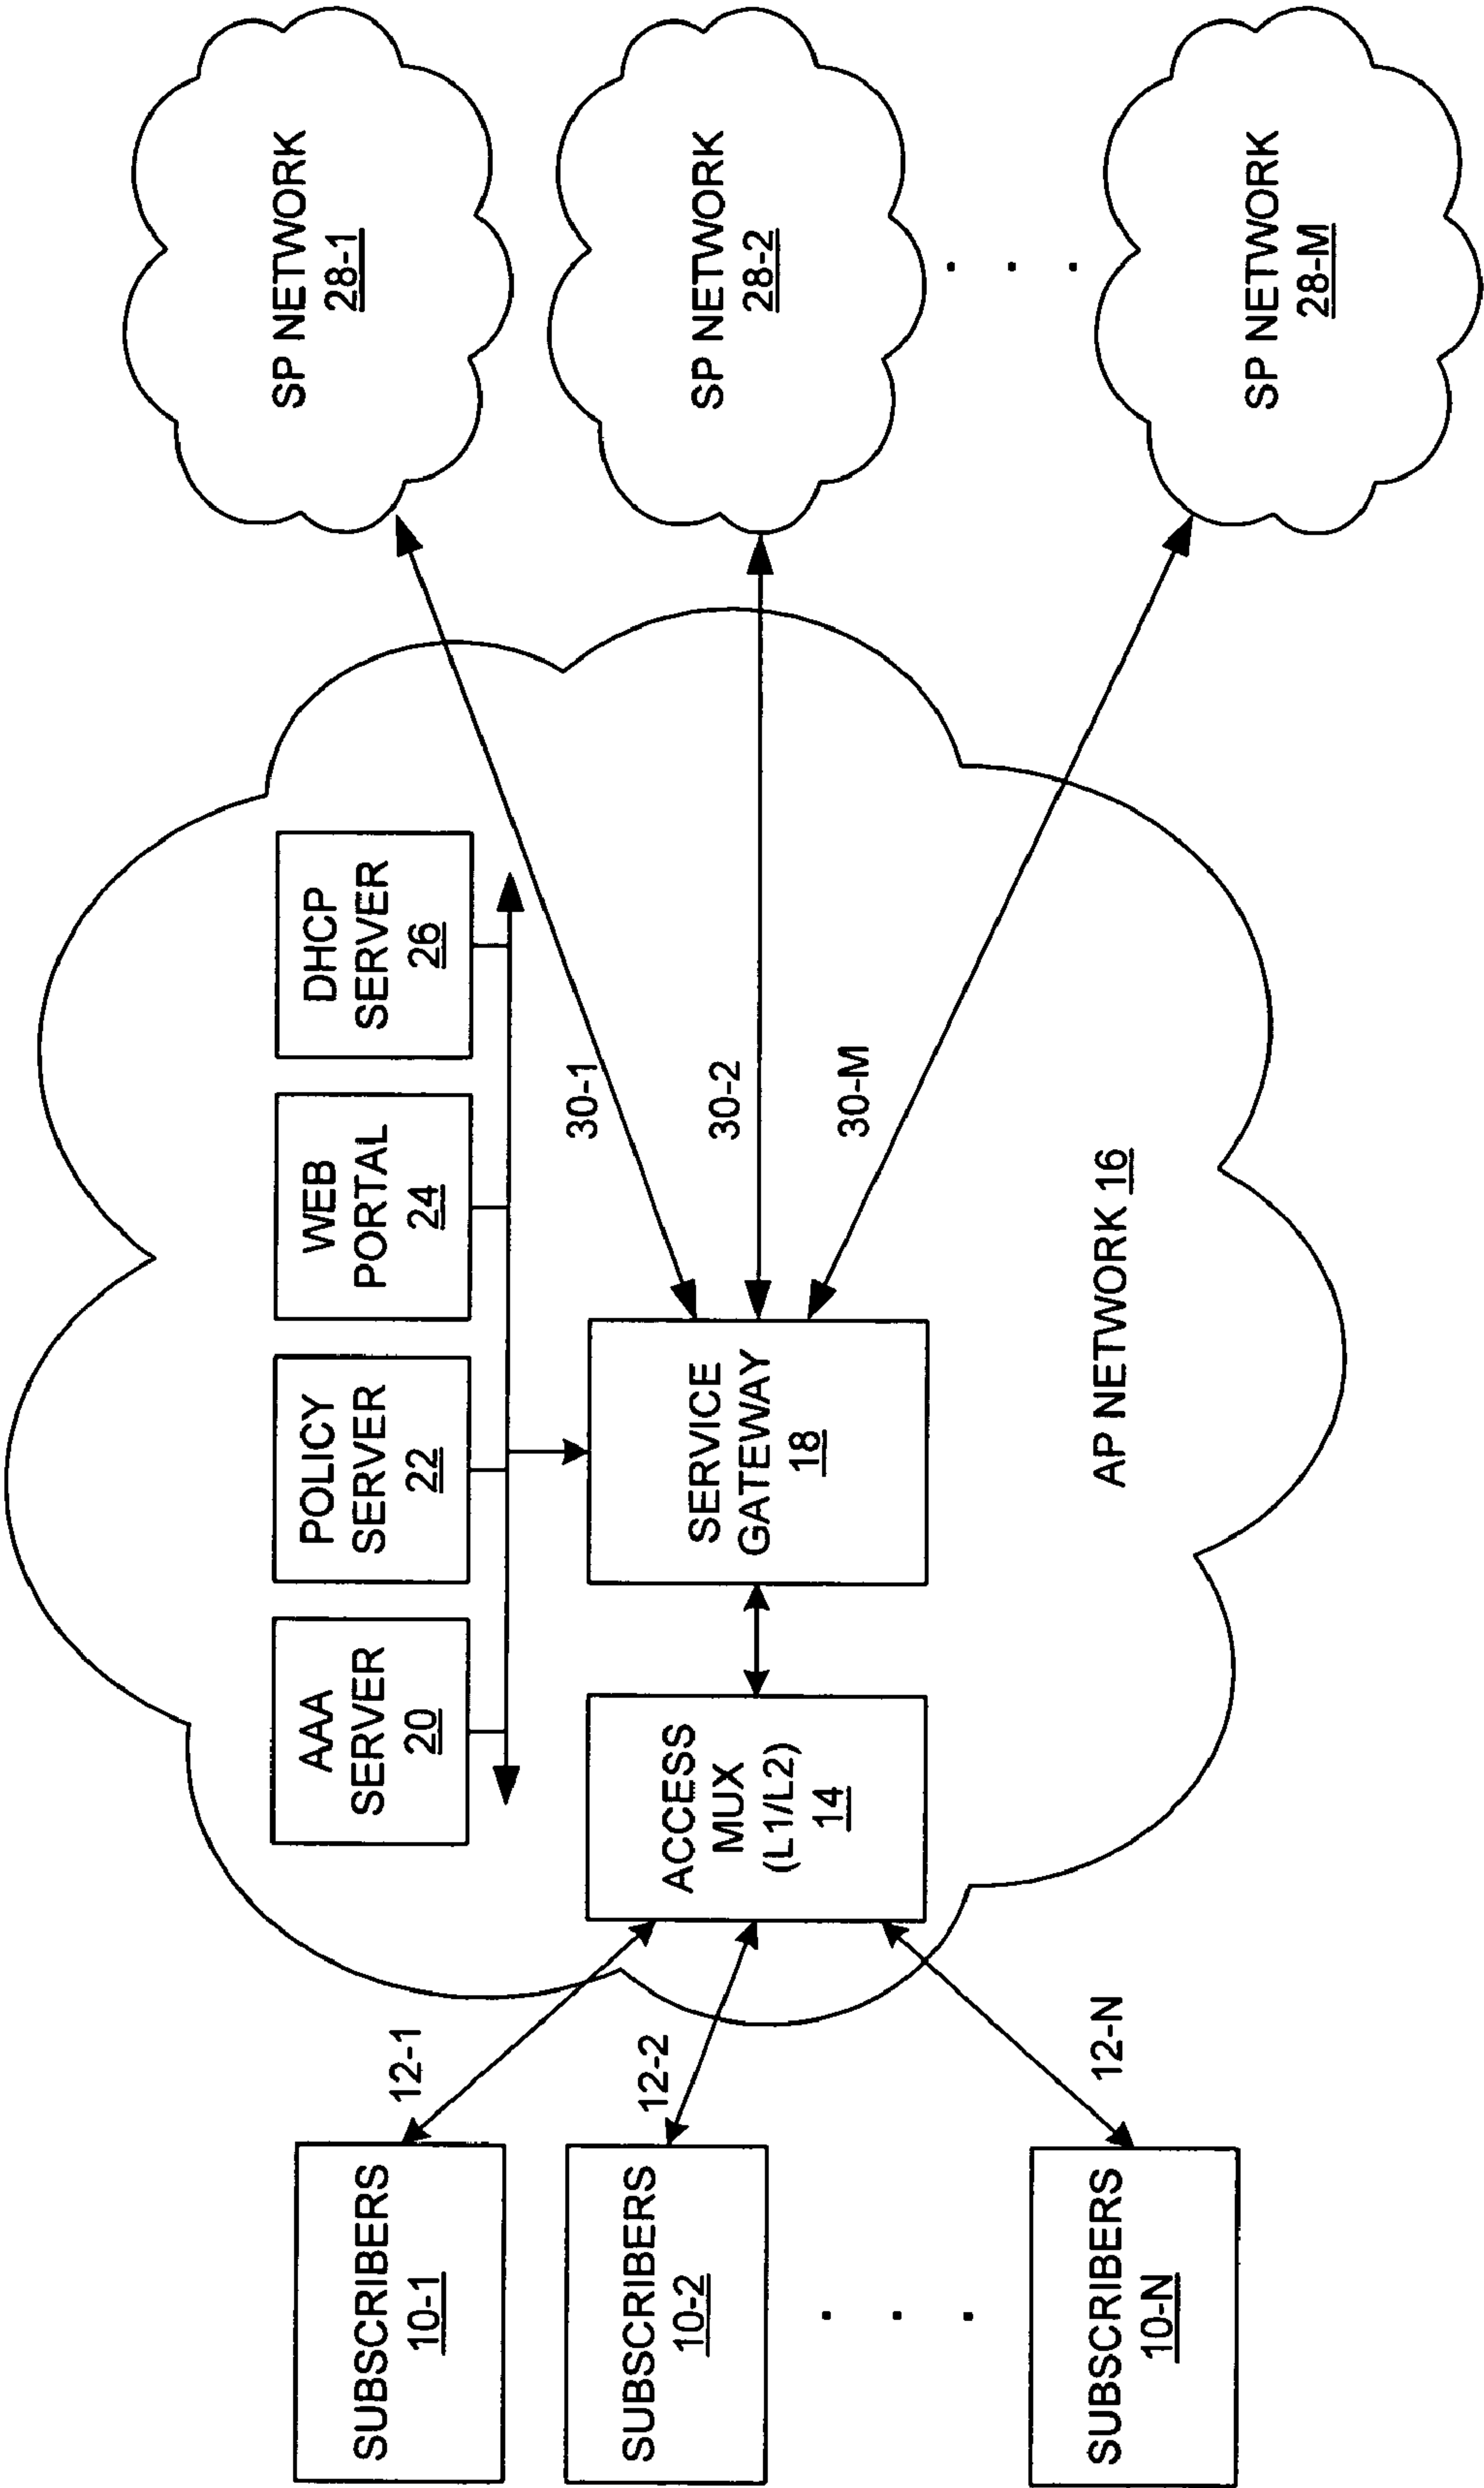 SUBSCRIBERS
10-1
SUBSCRIBERS
10-2
SUBSCRIBERS
10-N
12-1
12-2
12-N
AAA
SERVER
20
POLICY
SERVER
22
WEB
PORTAL
24
DHCP
SERVER
26
ACCESS
MUX
(L1/L2)
14
SERVICE
GATEWAY
18
30-1
30-2
30-M
AP NETWORK 16
SP NETWORK
28-1
SP NETWORK
28-2
SP NETWORK
28-M